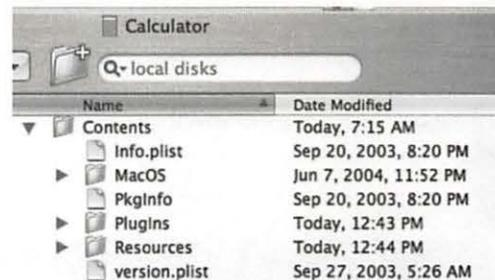 Calculator
local disks
Name Date Modified
Contents Today, 7:15 AM
Info.plist Sep 20, 2003, 8:20 PM
MacOS Jun 7, 2004, 11:52 PM
PkgInfo Sep 20, 2003, 8:20 PM
PlugIns Today, 12:43 PM
Resources Today, 12:44 PM
version.plist Sep 27, 2003, 5:26 AM